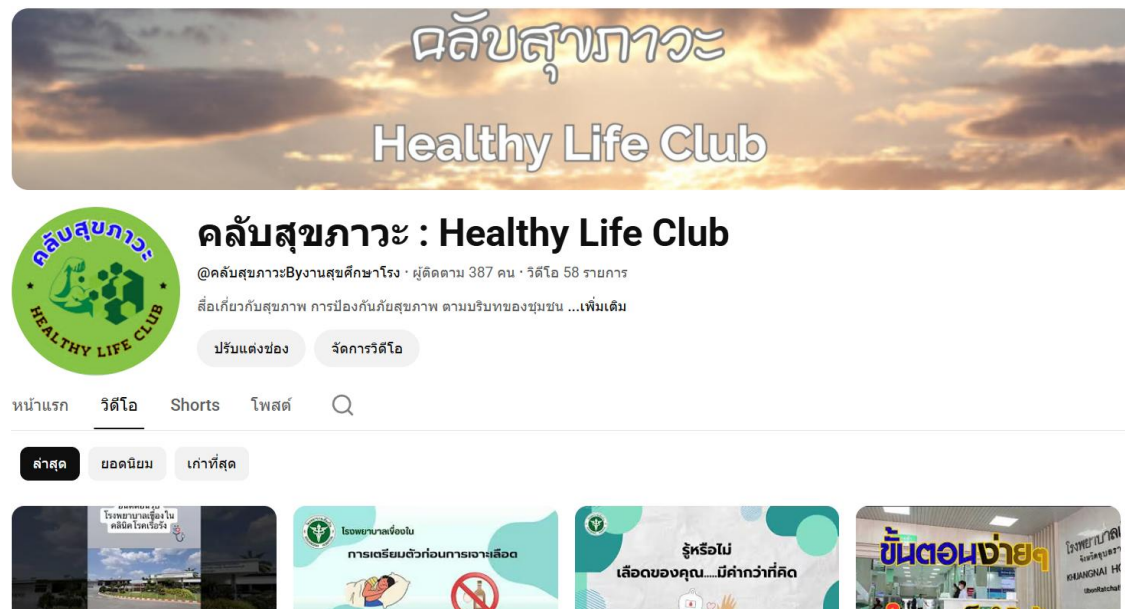 คลับสุขภาวะ
Healthy Life Club
คลับสุขภาวะ
HEALTHY LIFE CLUB
คลับสุขภาวะ : Healthy Life Club
@คลับสุขภาวะByงานสุขศึกษาโรง · ผู้ติดตาม 387 คน · วิดีโอ 58 รายการ
สื่อเกี่ยวกับสุขภาพ การป้องกันภัยสุขภาพ ตามบริบทของชุมชน ...เพิ่มเติม
ปรับแต่งช่อง จัดการวิดีโอ
หน้าแรก วิดีโอ Shorts โพสต์
ล่าสุด ยอดนิยม เก่าที่สุด
โรงพยาบาลเขื่องใน
คลินิคโรคเรื้อรัง
โรงพยาบาลเขื่องใน
การเตรียมตัวก่อนการเจาะเลือด
รู้หรือไม่
เลือดของคุณ....มีค่ากว่าที่คิด
ขั้นตอนง่ายๆ